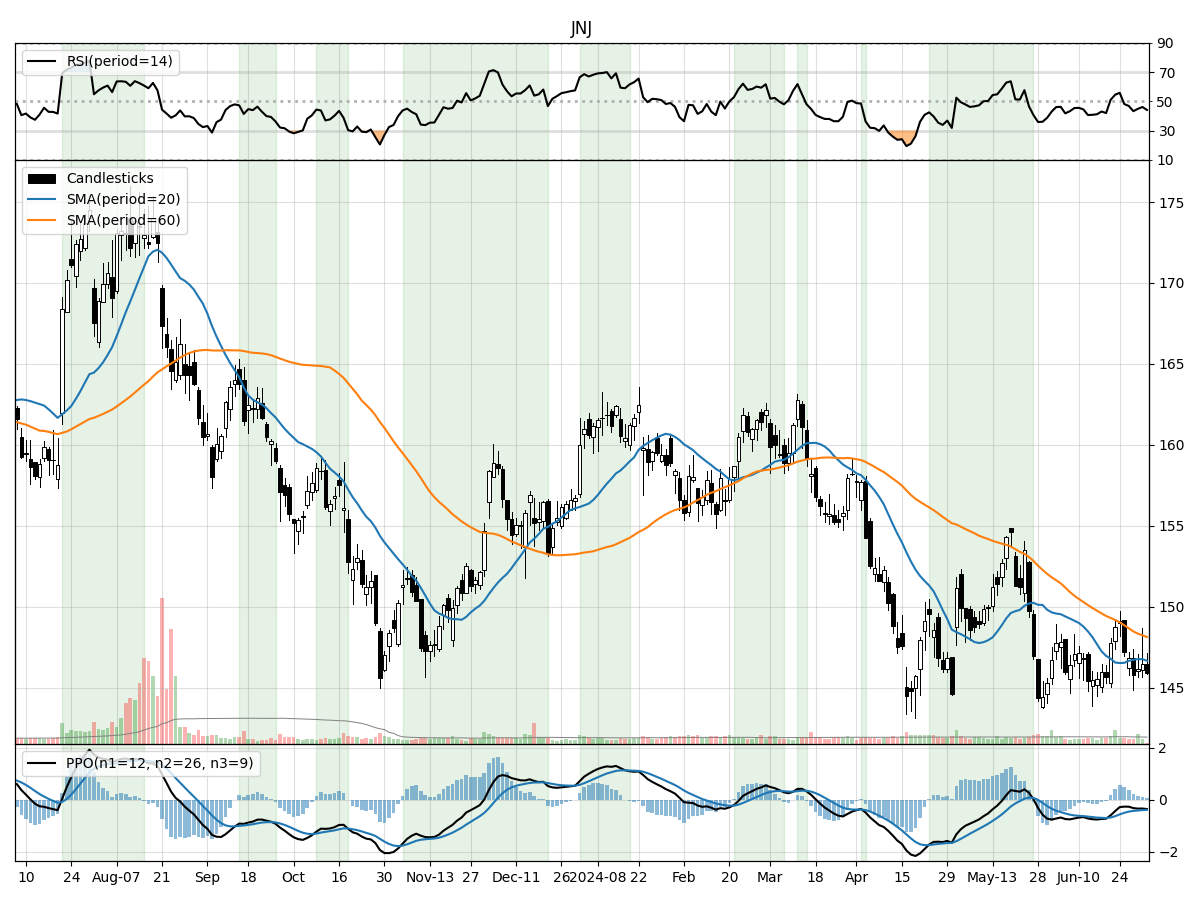 JNJ
RSI(period=14)
90
70
50
30
10
Candlesticks
SMA(period=20)
SMA(period=60)
175
170
165
160
155
150
145
PPO(n1=12, n2=26, n3=9)
2
0
−2
10 24 Aug-07 21 Sep 18 Oct 16 30 Nov-13 27 Dec-11 26 2024-08 22 Feb 20 Mar 18 Apr 15 29 May-13 28 Jun-10 24